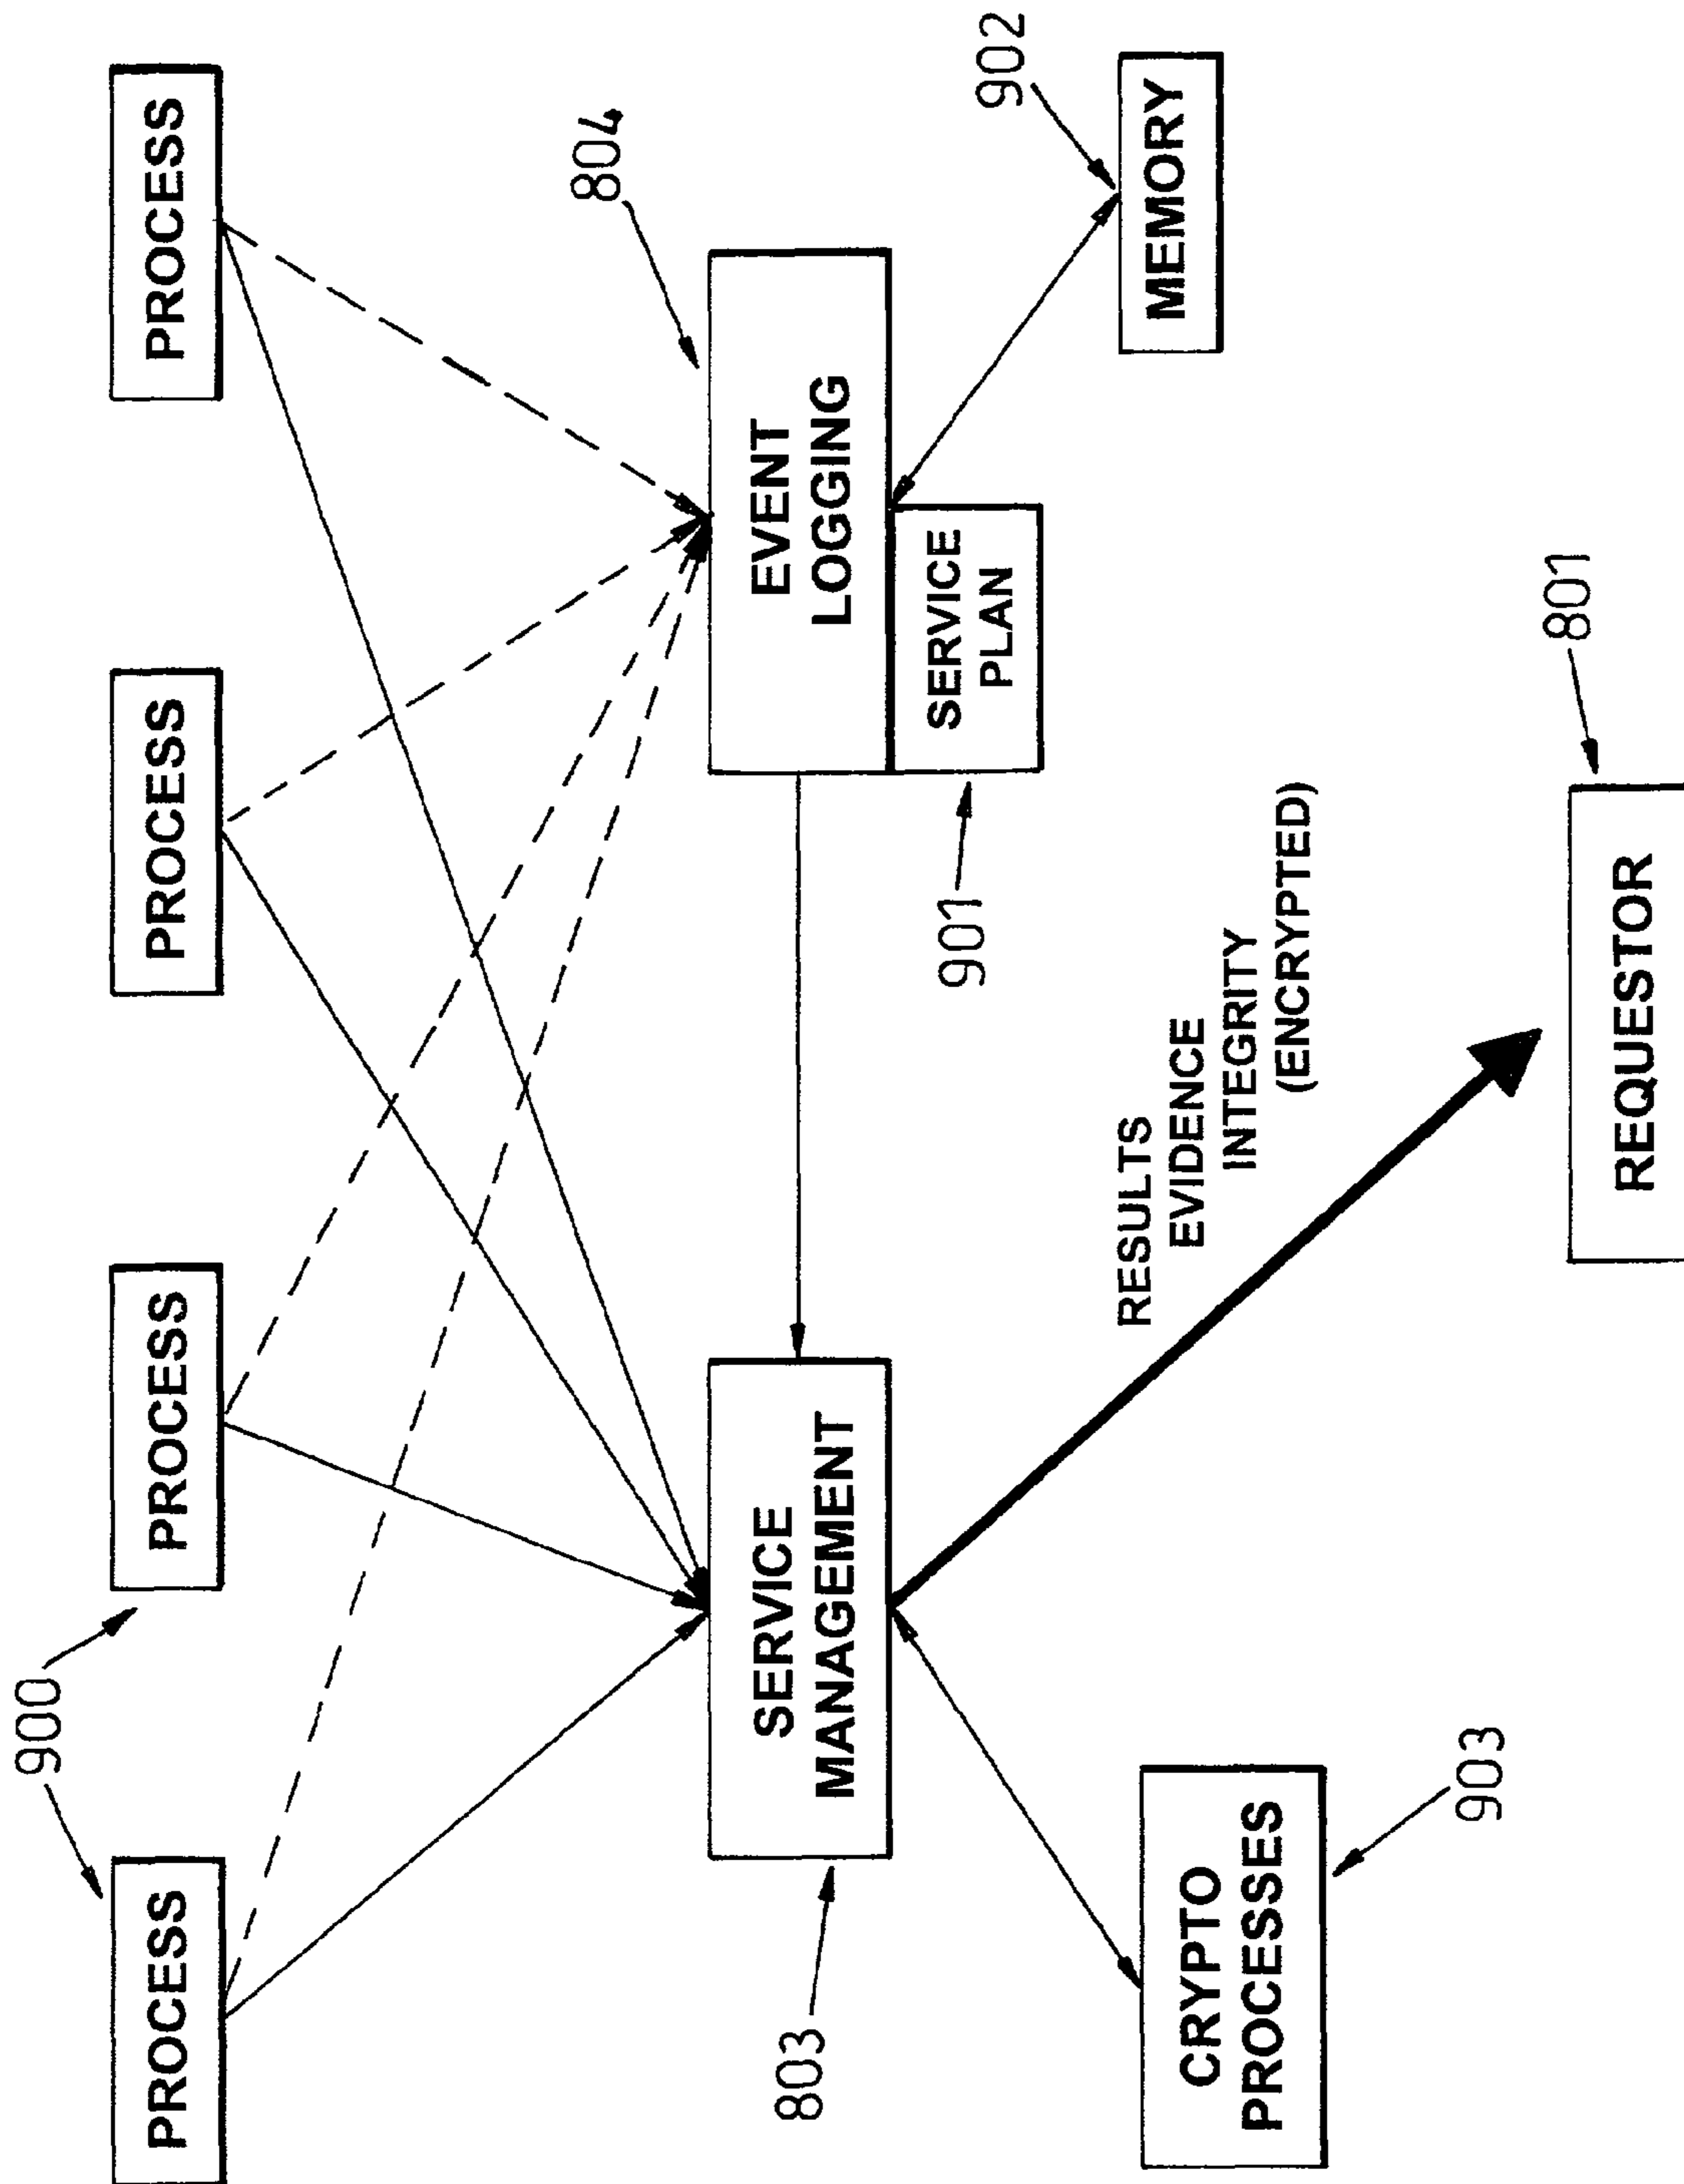 900
PROCESS
PROCESS
PROCESS
PROCESS
804
803
SERVICE
MANAGEMENT
EVENT
LOGGING
901
SERVICE
PLAN
902
MEMORY
CRYPTO
PROCESSES
903
RESULTS
EVIDENCE
INTEGRITY
(ENCRYPTED)
801
REQUESTOR